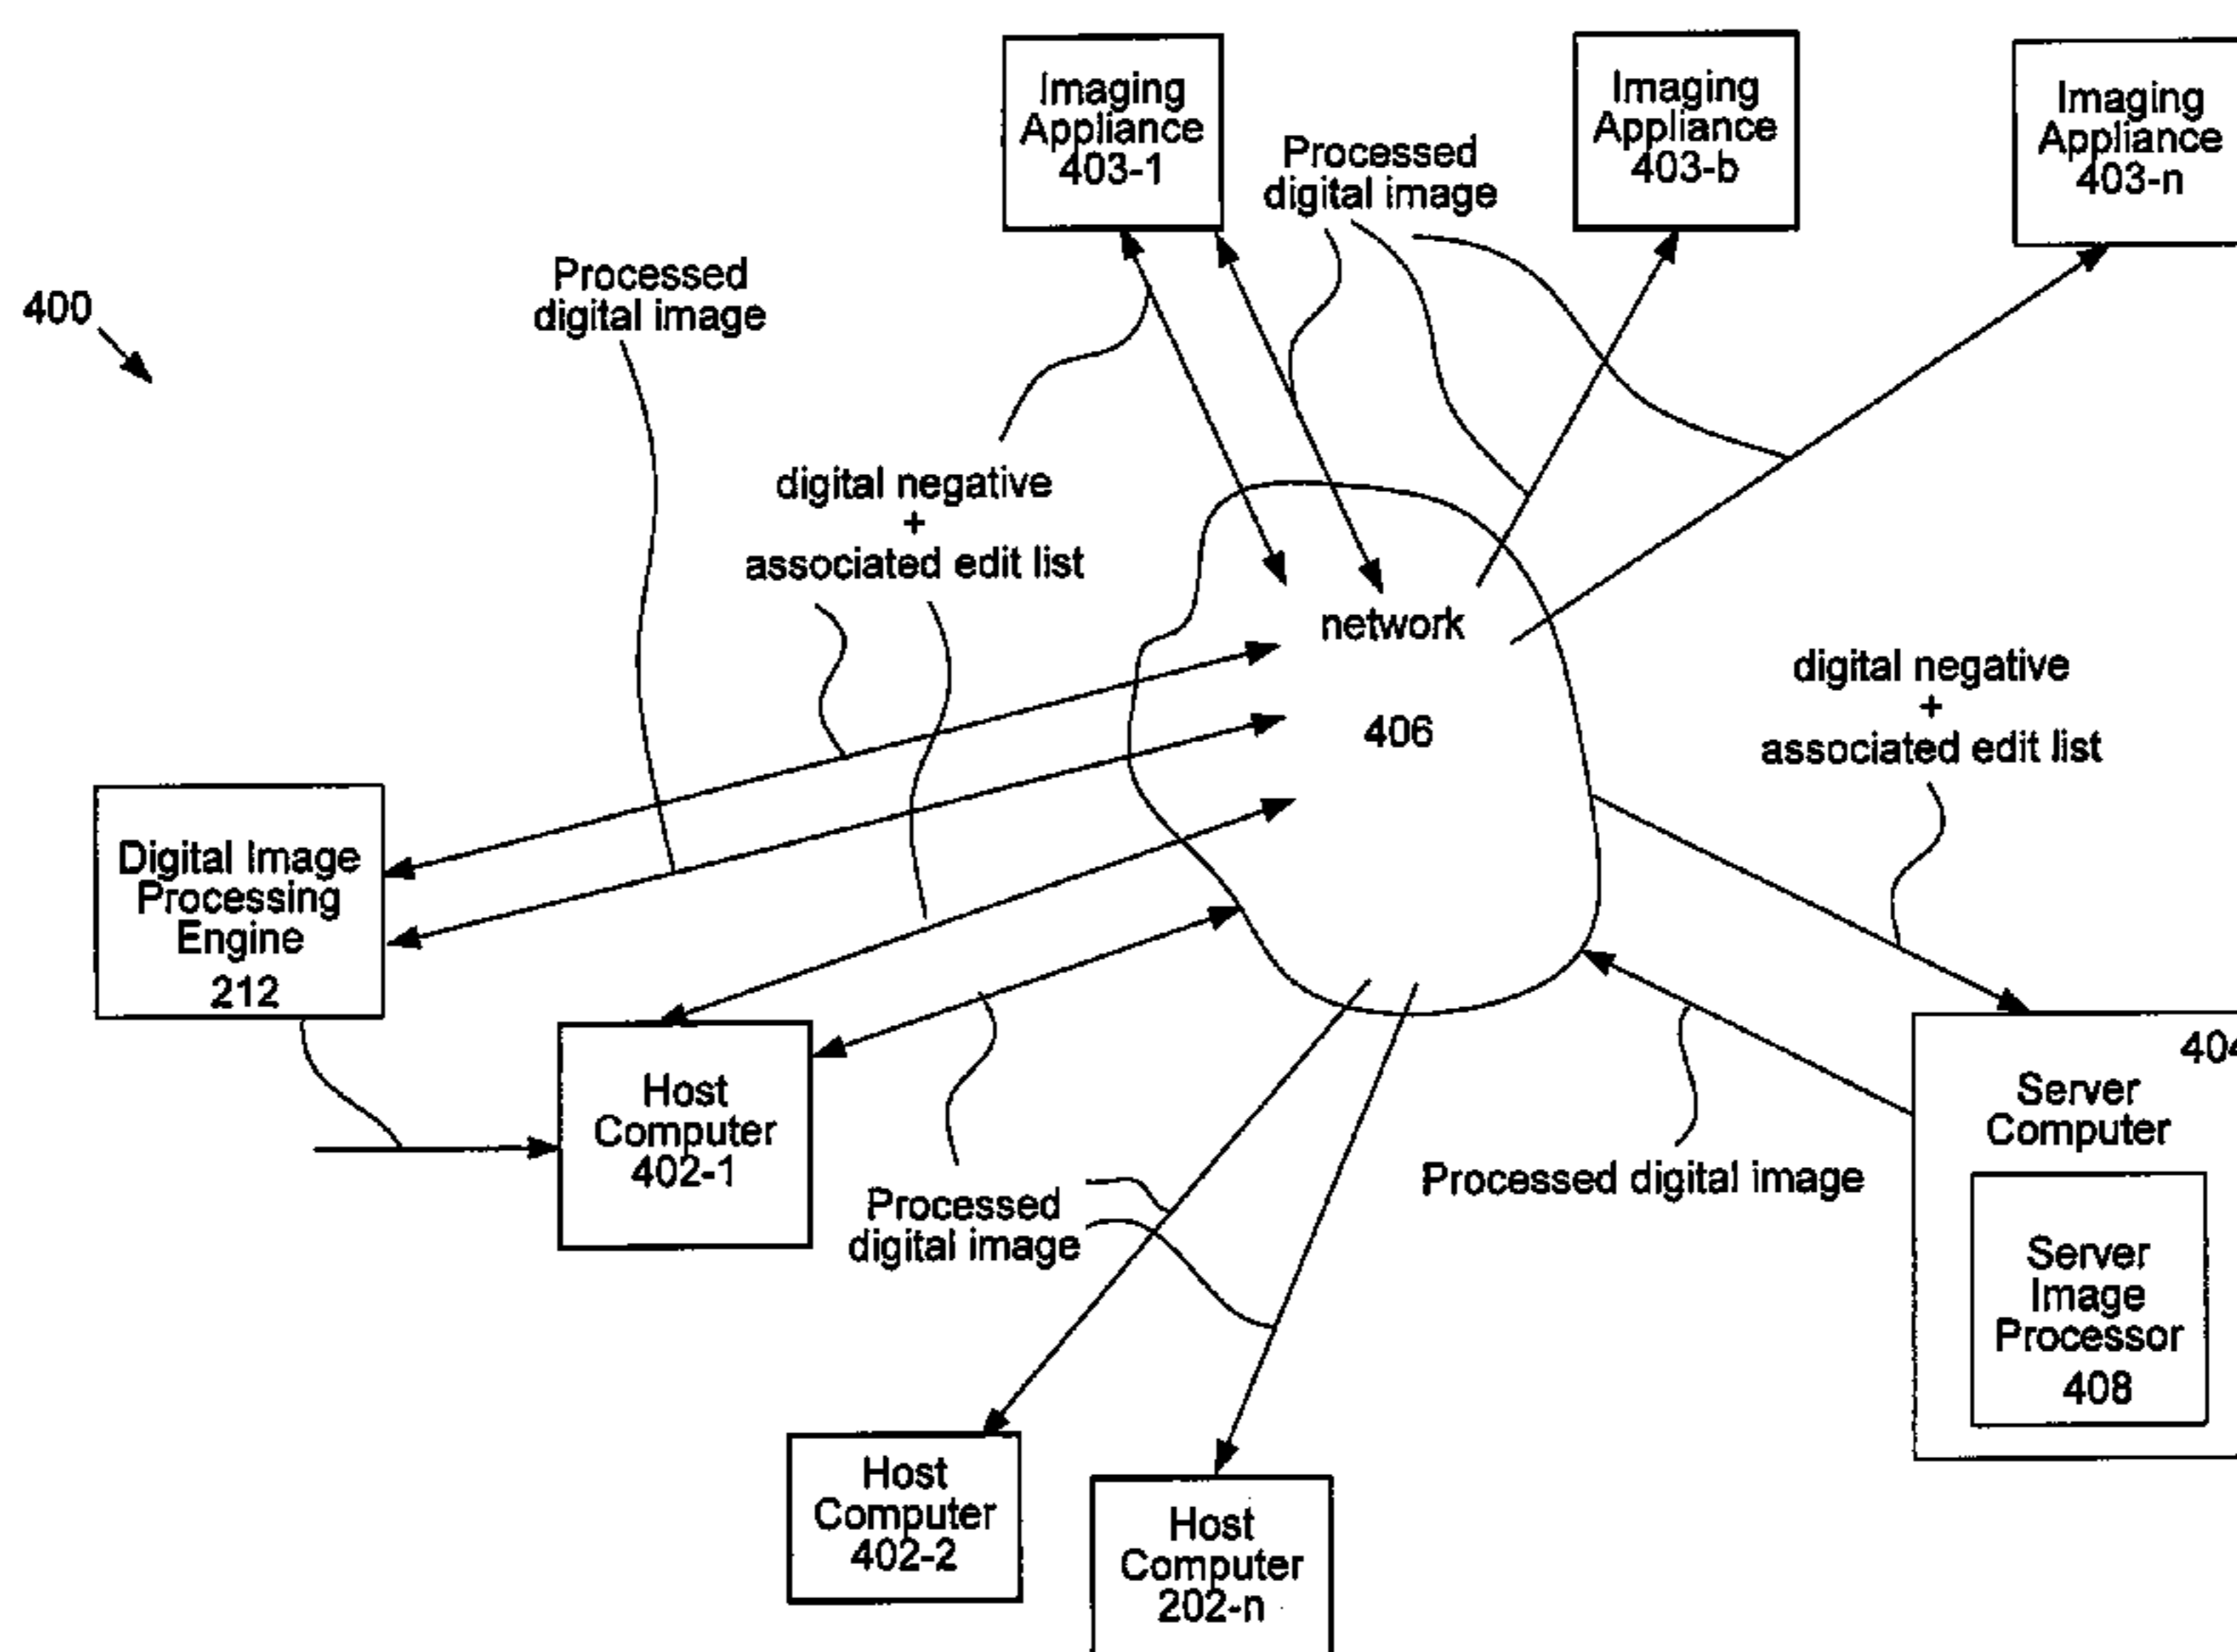 Imaging
Appliance
403-1
Processed
digital image
Imaging
Appliance
403-b
Imaging
Appliance
403-n
400
Processed
digital image
digital negative
+
associated edit list
network
406
digital negative
+
associated edit list
Digital Image
Processing
Engine
212
Host
Computer
402-1
Processed
digital image
Processed digital image
404
Server
Computer
Server
Image
Processor
408
Host
Computer
402-2
Host
Computer
202-n